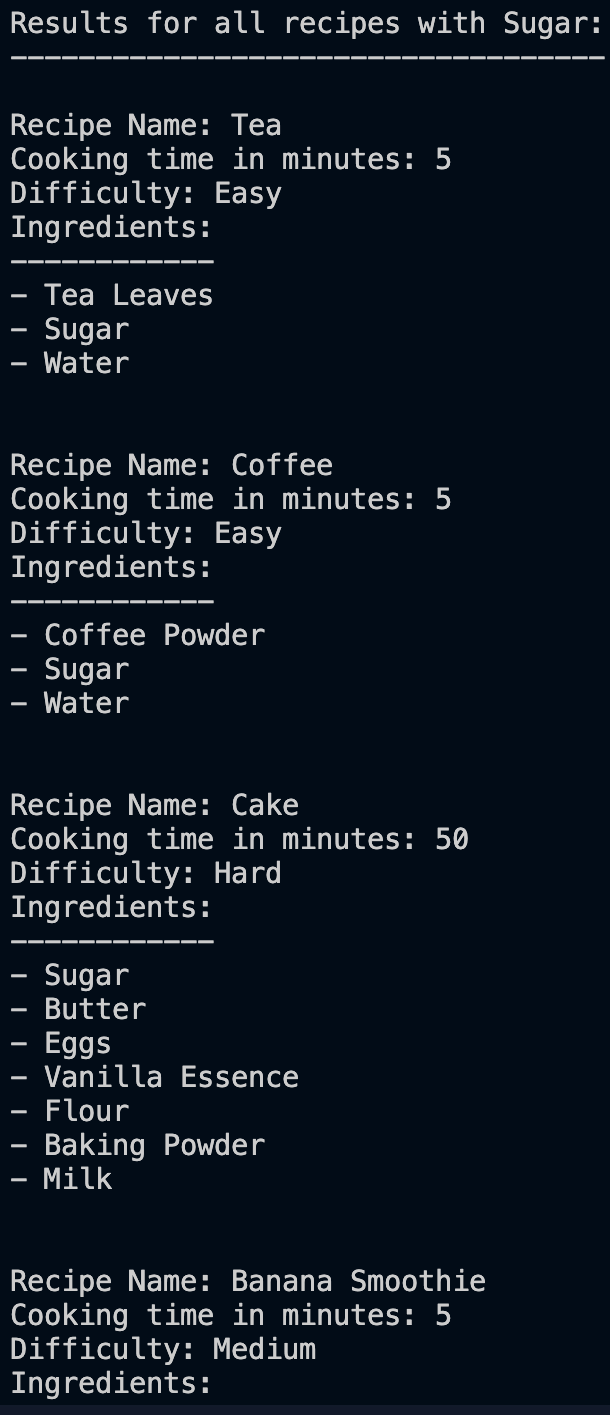 Results for all recipes with Sugar:
-----------------------------------
Recipe Name: Tea
Cooking time in minutes: 5
Difficulty: Easy
Ingredients:
------------
- Tea Leaves
- Sugar
- Water
Recipe Name: Coffee
Cooking time in minutes: 5
Difficulty: Easy
Ingredients:
------------
- Coffee Powder
- Sugar
- Water
Recipe Name: Cake
Cooking time in minutes: 50
Difficulty: Hard
Ingredients:
------------
- Sugar
- Butter
- Eggs
- Vanilla Essence
- Flour
- Baking Powder
- Milk
Recipe Name: Banana Smoothie
Cooking time in minutes: 5
Difficulty: Medium
Ingredients: